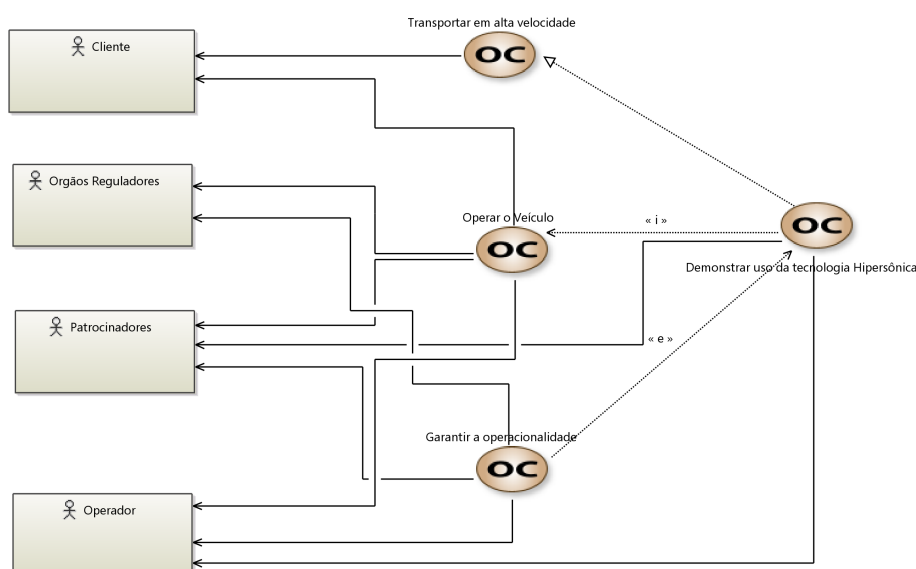 Transportar em alta velocidade
Cliente
OC
Orgãos Reguladores
Operar o Veículo
« i »
OC
OC
Demonstrar uso da tecnologia Hipersônica
Patrocinadores
« e »
Garantir a operacionalidade
OC
Operador